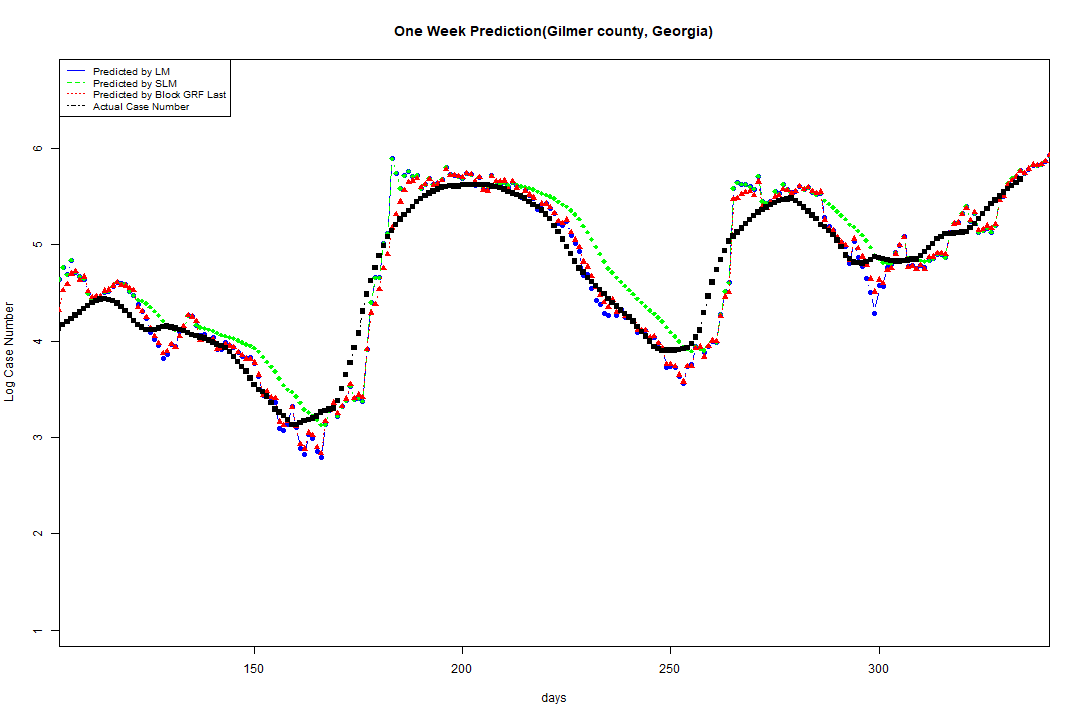 One Week Prediction(Gilmer county, Georgia)
Predicted by LM
Predicted by SLM
Predicted by Block GRF Last
Actual Case Number
Log Case Number
6
5
4
3
2
1
150
200
250
300
days